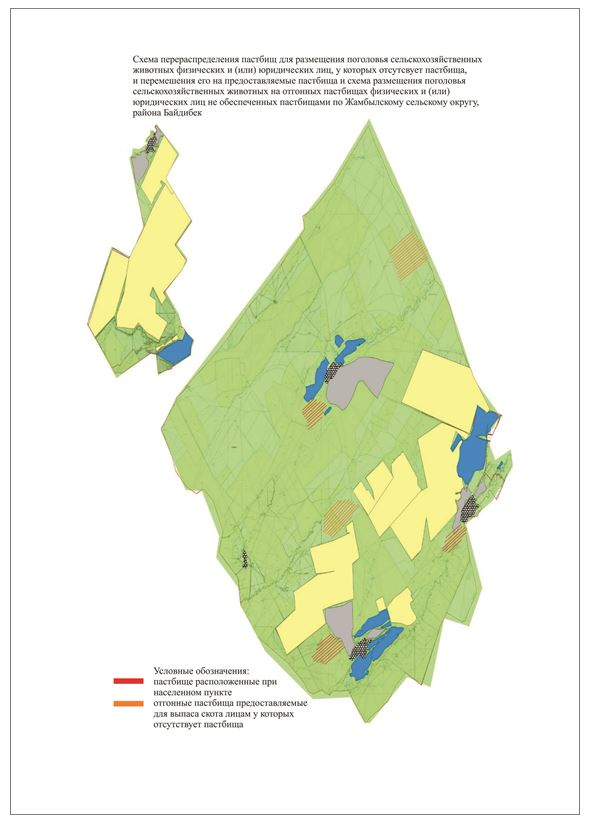 Схема перераспределения пастбищ для размещения поголовья сельскохозяйственных
животных физических и (или) юридических лиц, у которых отсутсвует пастбища,
и перемешения его на предоставляемые пастбища и схема размещения поголовья
сельскохозяйственных животных на отгонных пастбищах физических и (или)
юридических лиц не обеспеченных пастбищами по Жамбылскому сельскому округу,
района Байдибек
Условные обозначения:
пастбище расположенные при
населенном пункте
отгонные пастбища предоставляемые
для выпаса скота лицам у которых
отсутствует пастбища